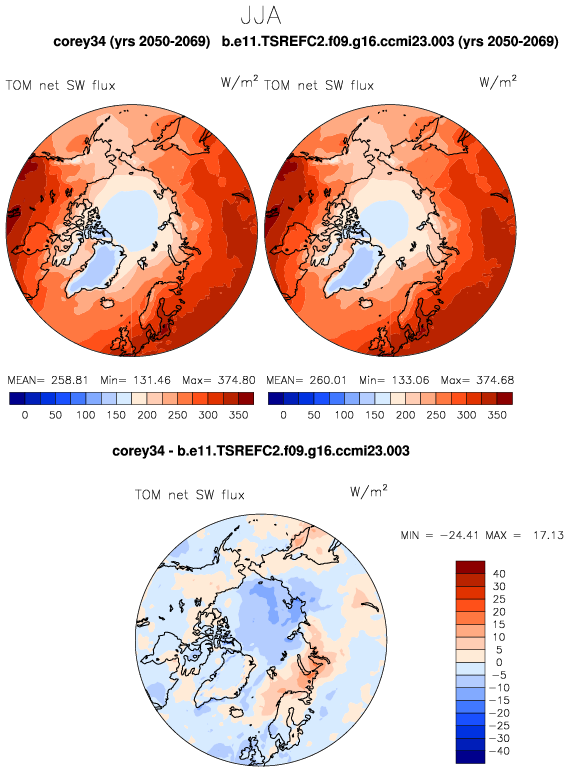 JJA
corey34 (yrs 2050-2069) b.e11.TSREFC2.f09.g16.ccmi23.003 (yrs 2050-2069)
TOM net SW flux W/m² TOM net SW flux W/m²
MEAN= 258.81 Min= 131.46 Max= 374.80 MEAN= 260.01 Min= 133.06 Max= 374.68
0 50 100 150 200 250 300 350 0 50 100 150 200 250 300 350
corey34 - b.e11.TSREFC2.f09.g16.ccmi23.003
TOM net SW flux W/m²
MIN = -24.41 MAX = 17.13
40
30
25
20
15
10
5
0
-5
-10
-15
-20
-25
-30
-40